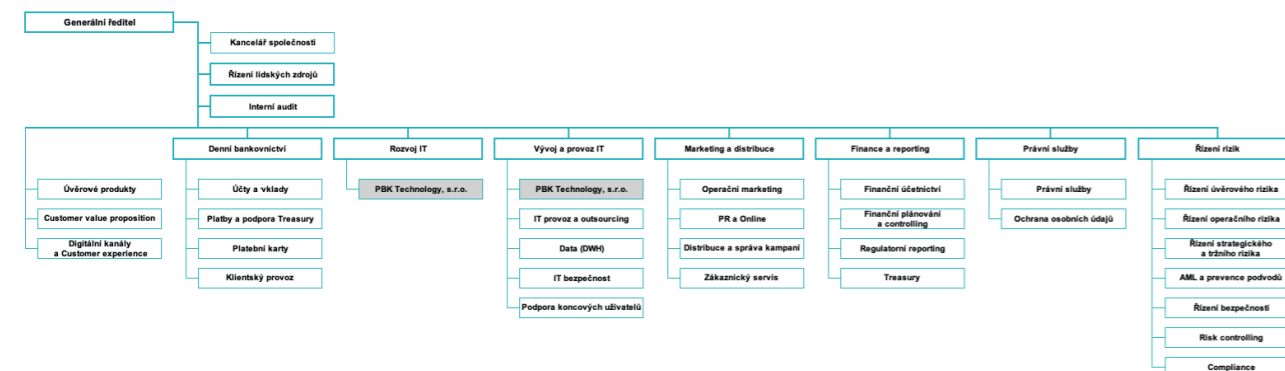 Generální ředitel
Kancelář společnosti
Řízení lidských zdrojů
Interní audit
Úvěrové produkty
Customer value proposition
Digitální kanály
a Customer experience
Denní bankovnictví
Účty a vklady
Platby a podpora Treasury
Platební karty
Klientský provoz
Rozvoj IT
PBK Technology, s.r.o.
Vývoj a provoz IT
PBK Technology, s.r.o.
IT provoz a outsourcing
Data (DWH)
IT bezpečnost
Podpora koncových uživatelů
Marketing a distribuce
Operační marketing
PR a Online
Distribuce a správa kampaní
Zákaznický servis
Finance a reporting
Finanční účetnictví
Finanční plánování
a controlling
Regulatorní reporting
Treasury
Právní služby
Právní služby
Ochrana osobních údajů
Řízení rizik
Řízení úvěrového rizika
Řízení operačního rizika
Řízení strategického
a tržního rizika
AML a prevence podvodů
Řízení bezpečnosti
Risk controlling
Compliance